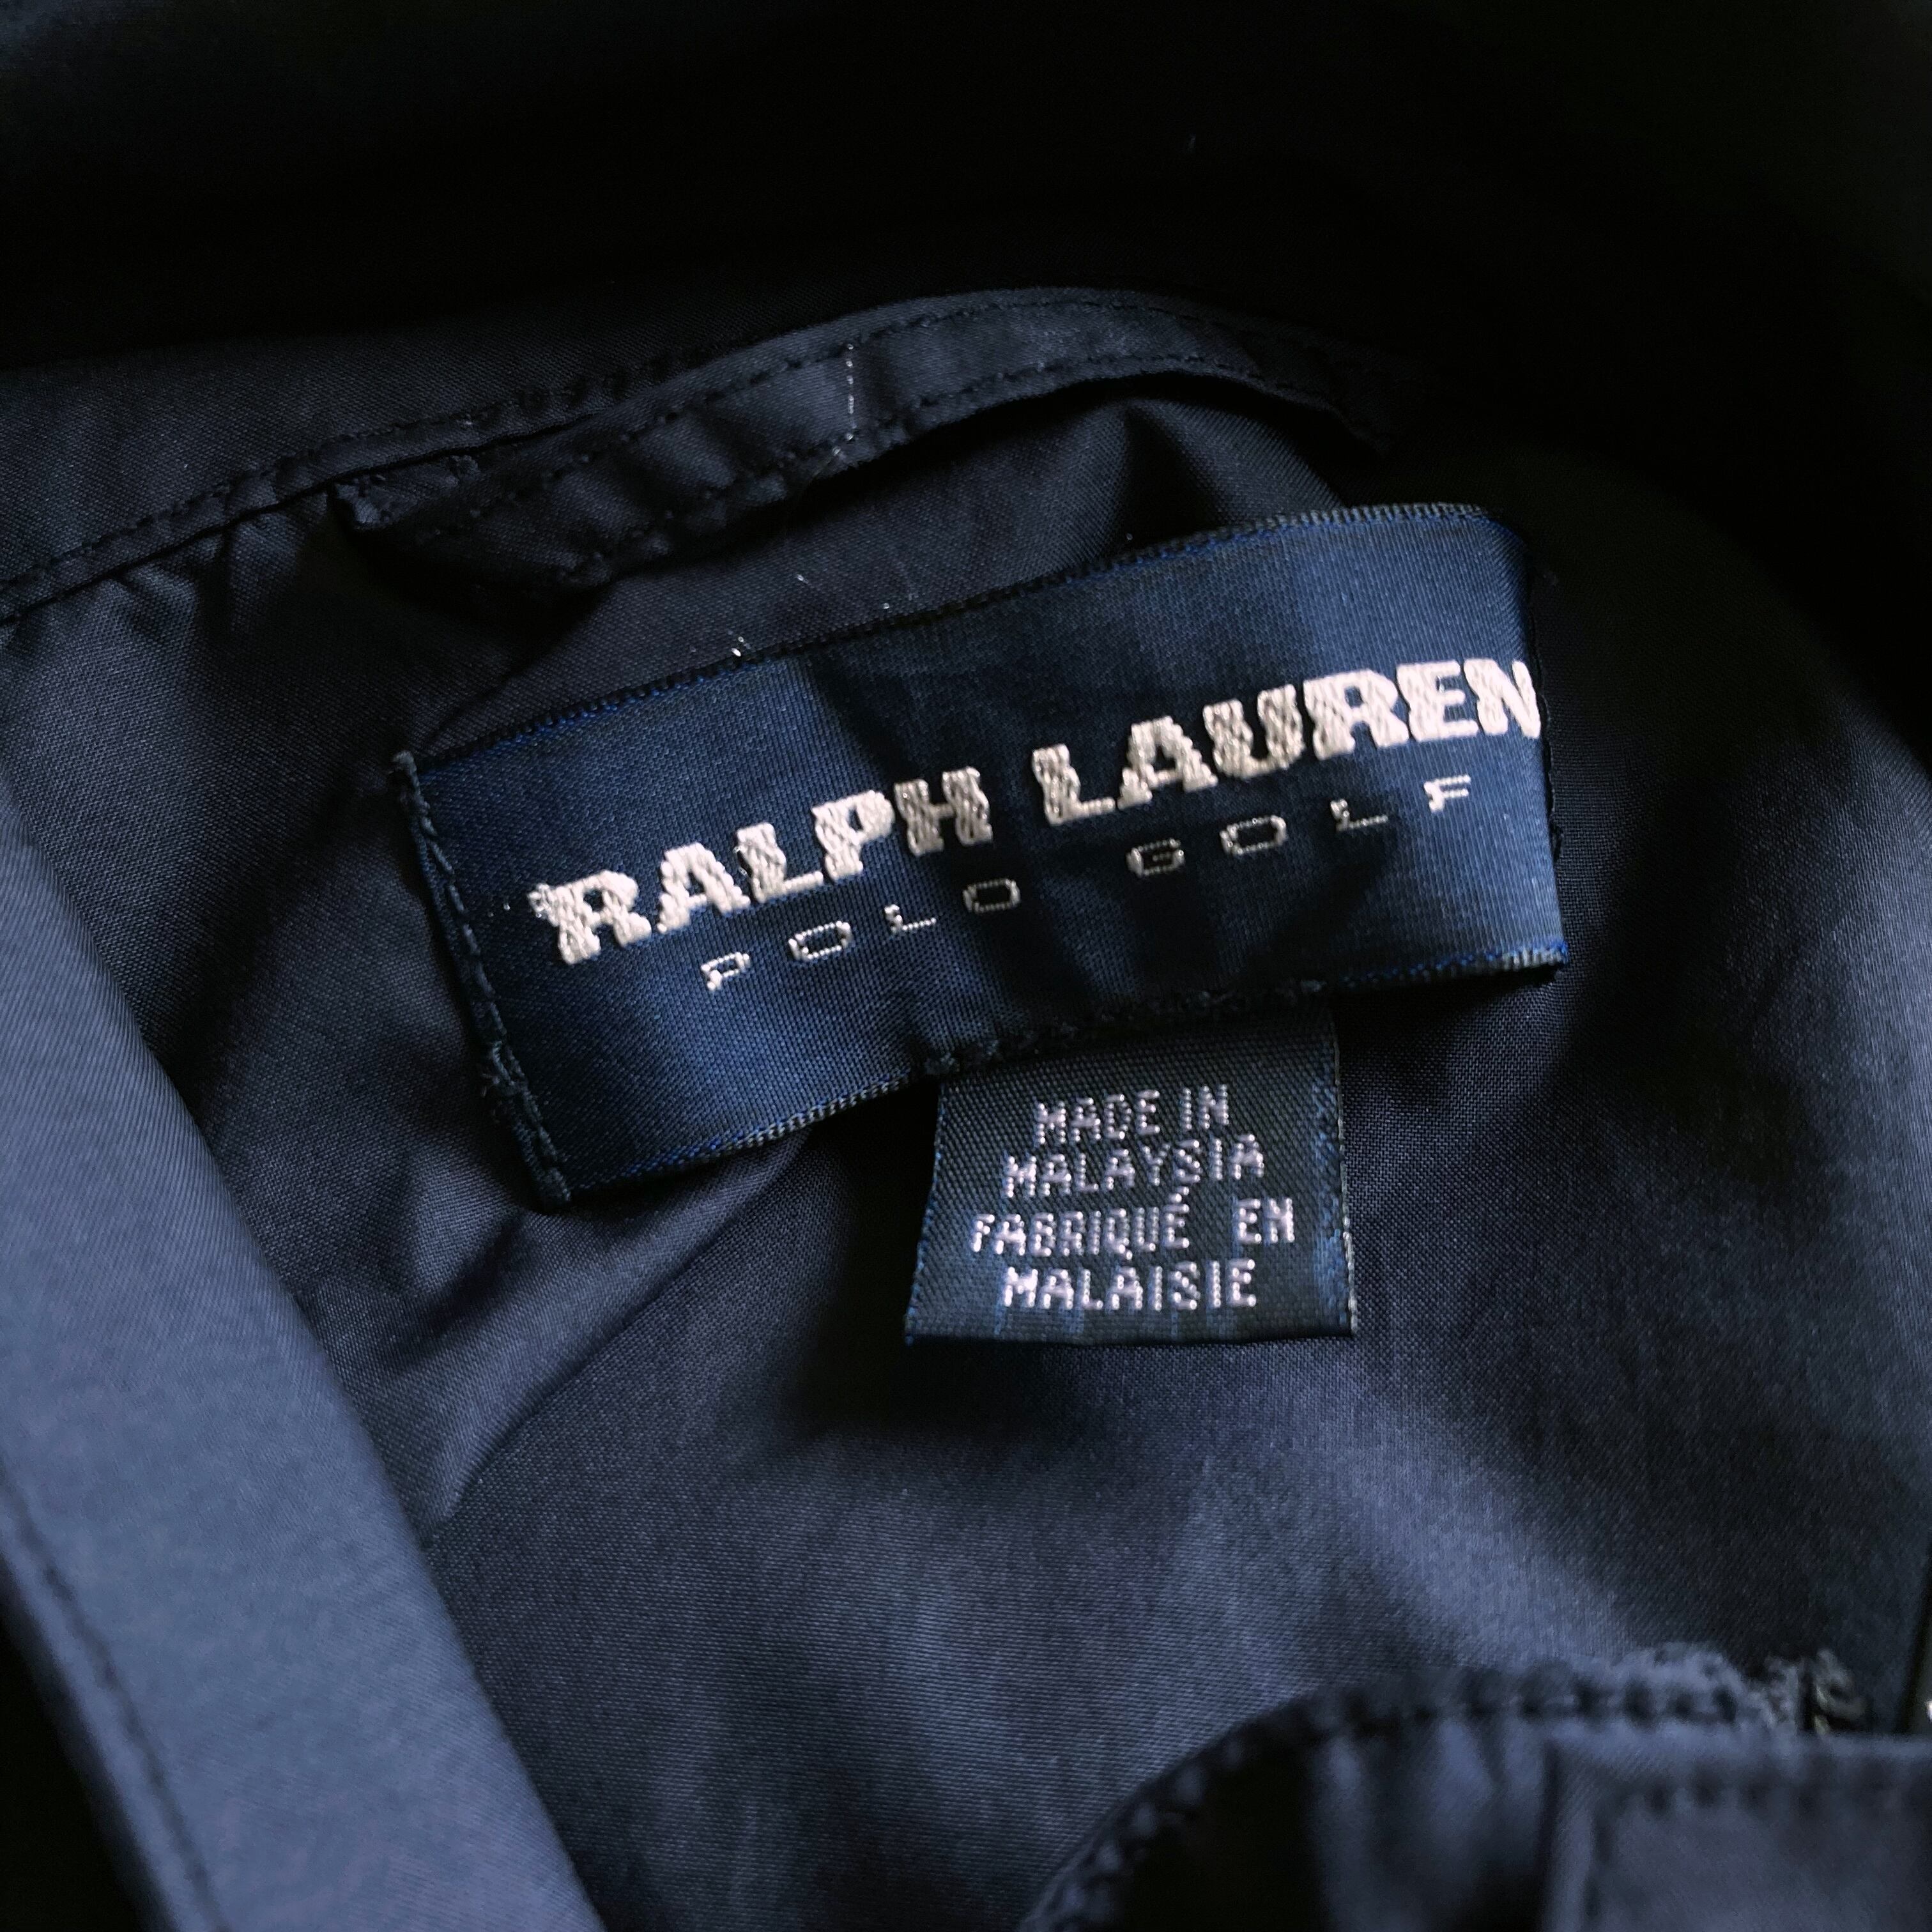 RALPH LAUREN
POLO GOLF
MADE IN
MALAYSIA
FABRIQUÉ EN
MALAISIE